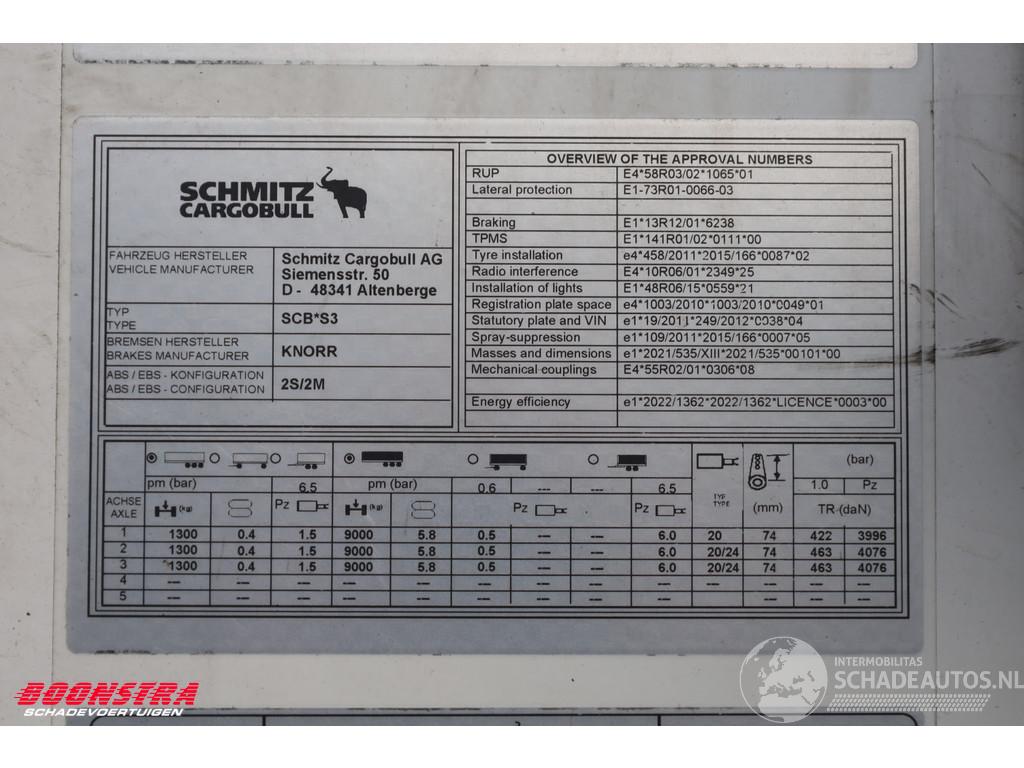 SCHMITZ
CARGOBULL
FAHRZEUG HERSTELLER
VEHICLE MANUFACTURER
Schmitz Cargobull AG
Siemensstr. 50
D - 48341 Altenberge
TYP
TYPE
SCB*S3
BREMSEN HERSTELLER
BRAKES MANUFACTURER
KNORR
ABS / EBS - KONFIGURATION
ABS / EBS - CONFIGURATION
2S/2M
OVERVIEW OF THE APPROVAL NUMBERS
RUP E4*58R03/02*1065*01
Lateral protection E1-73R01-0066-03
Braking E1*13R12/01*6238
TPMS E1*141R01/02*0111*00
Tyre installation e4*458/2011*2015/166*0087*02
Radio interference E4*10R06/01*2349*25
Installation of lights E1*48R06/15*0559*21
Registration plate space e4*1003/2010*1003/2010*0049*01
Statutory plate and VIN e1*19/2011*249/2012*0038*04
Spray-suppression e1*109/2011*2015/166*0007*05
Masses and dimensions e1*2021/535/XIII*2021/535*00101*00
Mechanical couplings E4*55R02/01*0306*08
Energy efficiency e1*2022/1362*2022/1362*LICENCE*0003*00
(bar)
pm (bar) 6.5 pm (bar) 0.6 --- --- 6.5 1.0 Pz
TYP
TYPE
ACHSE
AXLE
(kg) Pz (kg) Pz Pz (mm) TR (daN)
1 1300 0.4 1.5 9000 5.8 0.5 6.0 20 74 422 3996
2 1300 0.4 1.5 9000 5.8 0.5 --- --- 6.0 20/24 74 463 4076
3 1300 0.4 1.5 9000 5.8 0.5 --- --- 6.0 20/24 74 463 4076
4 --- --- --- --- --- --- --- --- --- --- --- --- ---
5 --- --- --- --- --- --- --- --- --- --- --- --- ---
BOONSTRA
SCHADEVOERTUIGEN
INTERMOBILITAS
SCHADEAUTOS.NL